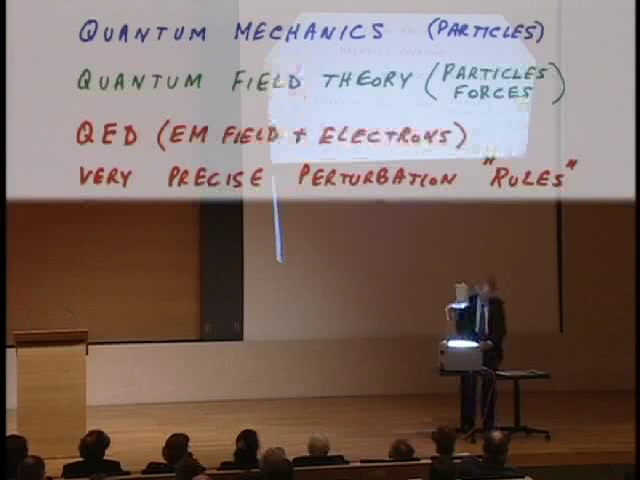 QUANTUM MECHANICS (PARTICLES)
QUANTUM FIELD THEORY (PARTICLES FORCES)
QED (EM FIELD + ELECTRONS)
VERY PRECISE PERTURBATION "RULES"